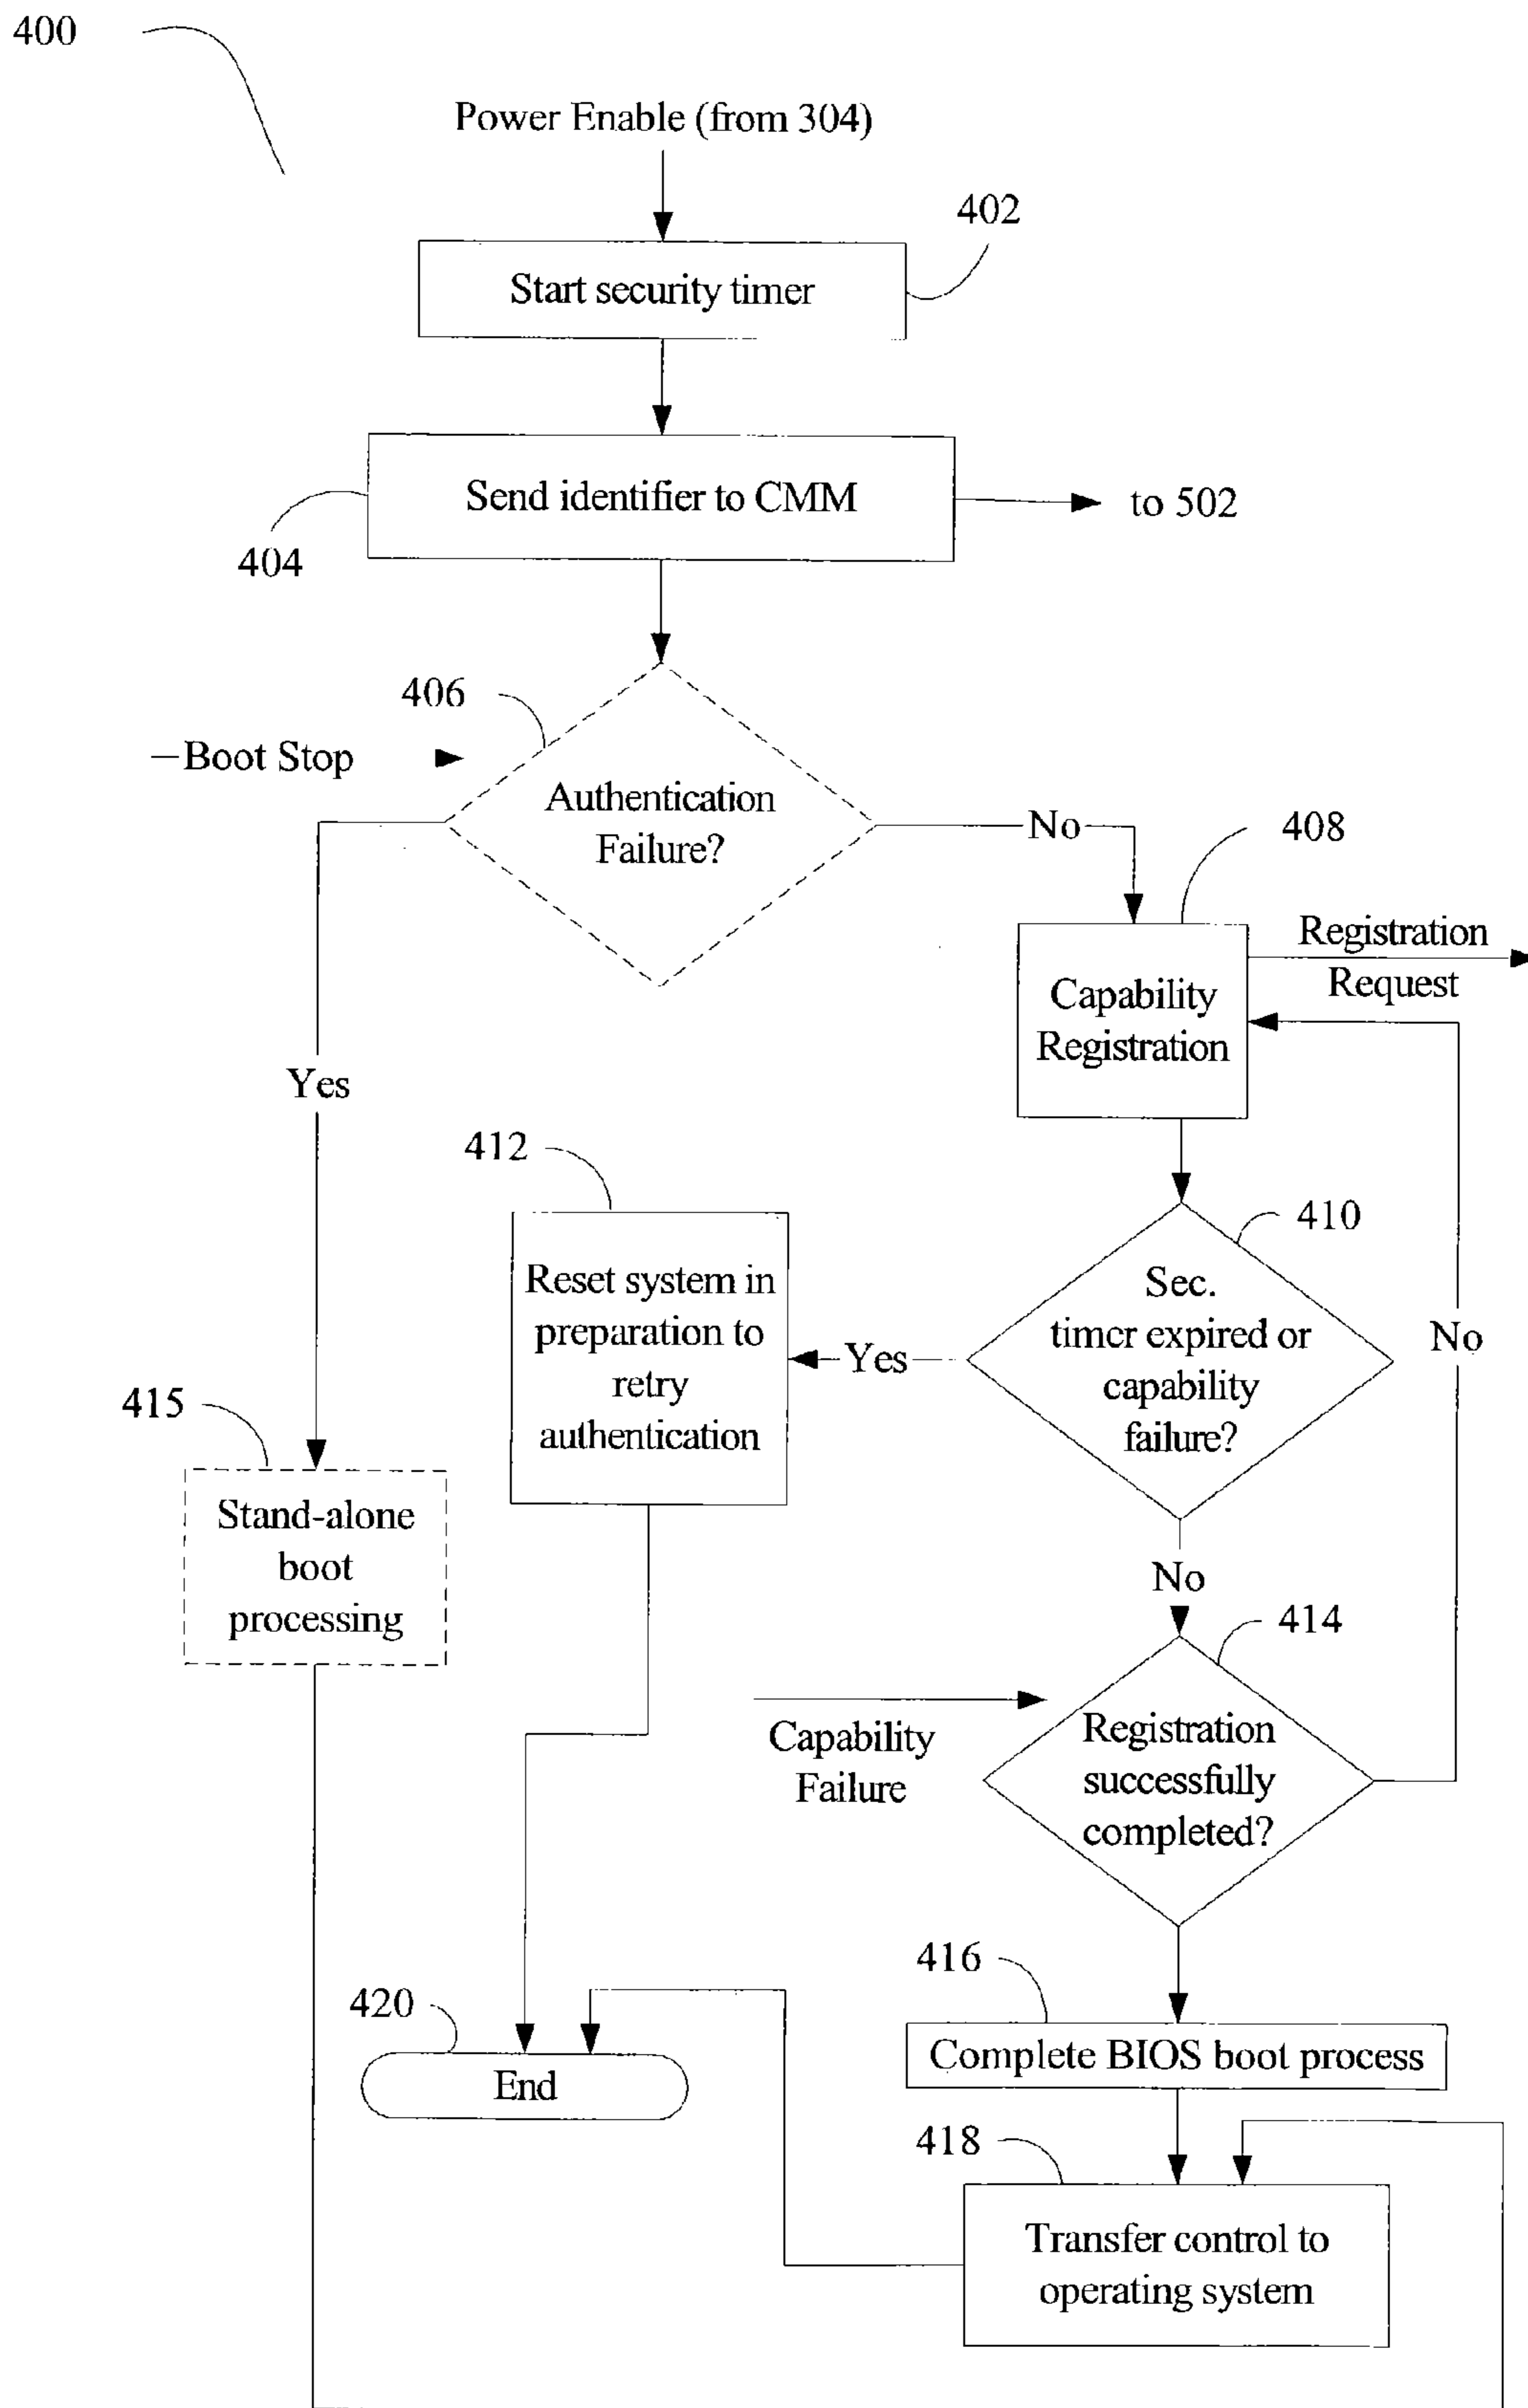 400
Power Enable (from 304)
402
Start security timer
Send identifier to CMM
to 502
404
406
Boot Stop
Authentication
Failure?
No
408
Registration
Request
Capability
Registration
Yes
412
410
Reset system in
preparation to
retry
authentication
Yes
Sec.
timer expired or
capability
failure?
No
415
Stand-alone
boot
processing
No
414
Capability
Failure
Registration
successfully
completed?
416
420
End
Complete BIOS boot process
418
Transfer control to
operating system